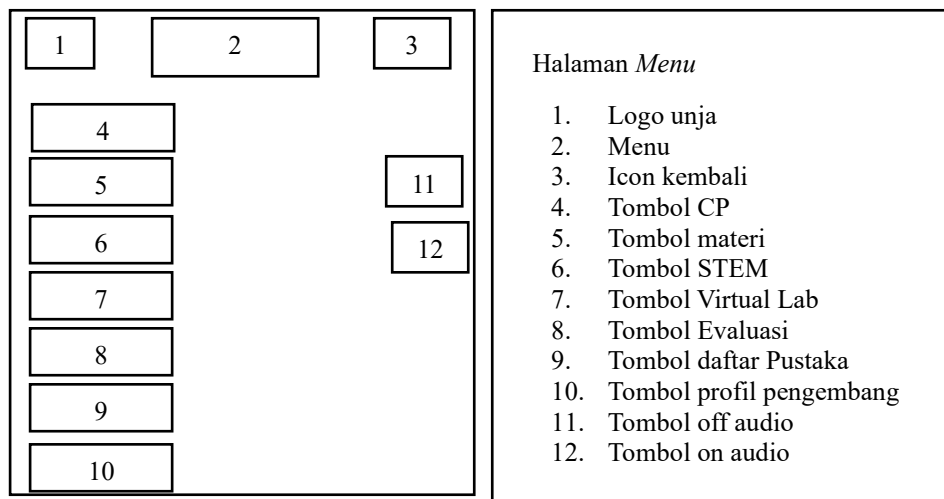 1 2 3
4
5 11
6 12
7
8
9
10
Halaman Menu
1. Logo unja
2. Menu
3. Icon kembali
4. Tombol CP
5. Tombol materi
6. Tombol STEM
7. Tombol Virtual Lab
8. Tombol Evaluasi
9. Tombol daftar Pustaka
10. Tombol profil pengembang
11. Tombol off audio
12. Tombol on audio